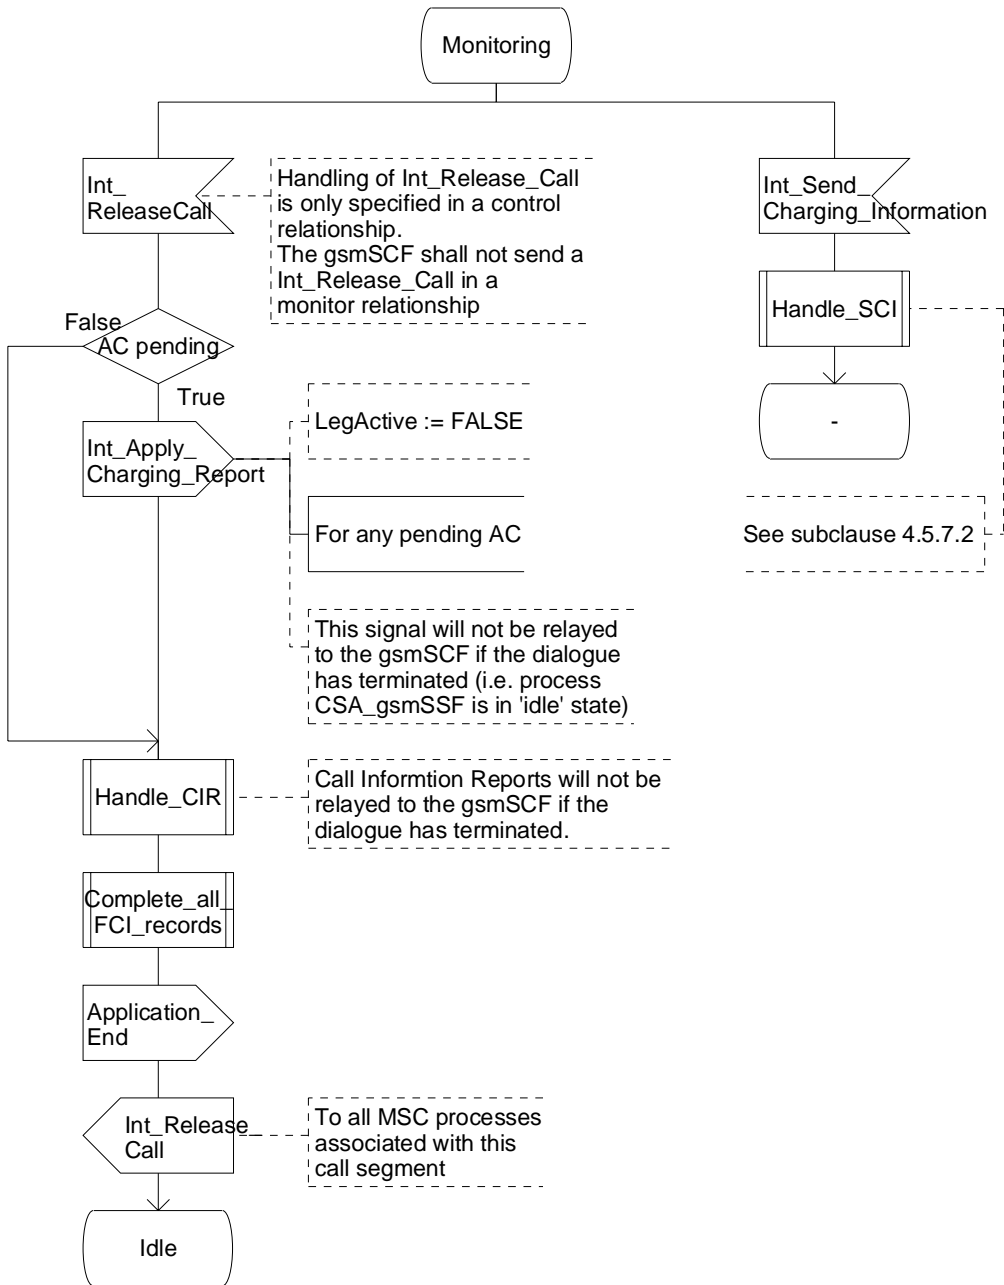 Monitoring
Int_
ReleaseCall
Handling of Int_Release_Call
is only specified in a control
relationship.
The gsmSCF shall not send a
Int_Release_Call in a
monitor relationship
Int_Send_
Charging_Information
Handle_SCI
-
See subclause 4.5.7.2
False
AC pending
True
Int_Apply_
Charging_Report
LegActive := FALSE
For any pending AC
This signal will not be relayed
to the gsmSCF if the dialogue
has terminated (i.e. process
CSA_gsmSSF is in 'idle' state)
Handle_CIR
Call Informtion Reports will not be
relayed to the gsmSCF if the
dialogue has terminated.
Complete_all_
FCI_records
Application_
End
Int_Release_
Call
To all MSC processes
associated with this
call segment
Idle